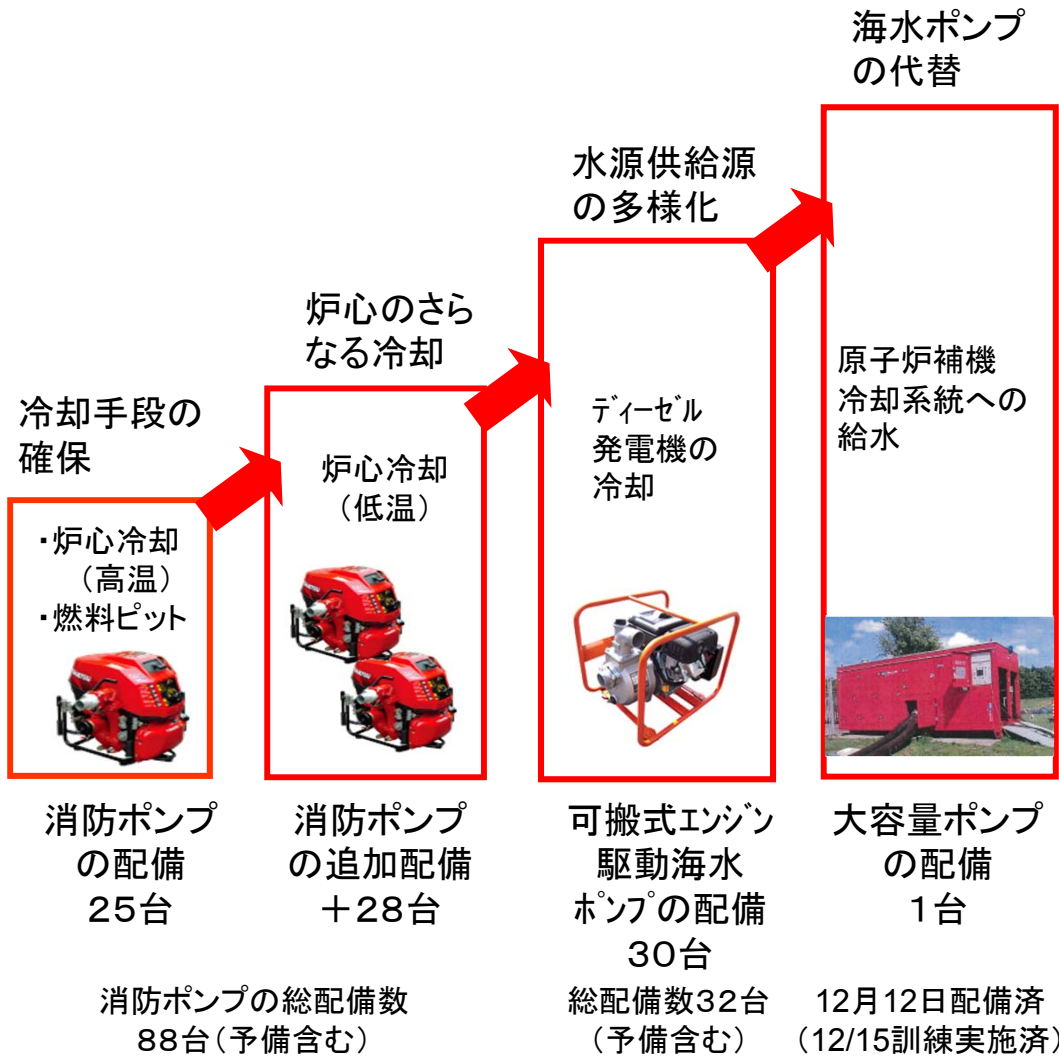 冷却手段の
確保
・炉心冷却
（高温）
・燃料ピット
消防ポンプ
の配備
25台
炉心のさら
なる冷却
炉心冷却
（低温）
消防ポンプ
の追加配備
＋28台
消防ポンプの総配備数
88台（予備含む）
水源供給源
の多様化
ﾃﾞｨｰｾﾞﾙ
発電機の
冷却
可搬式ｴﾝｼﾞﾝ
駆動海水
ﾎﾟﾝﾌﾟの配備
30台
総配備数32台
（予備含む）
海水ポンプ
の代替
原子炉補機
冷却系統への
給水
大容量ポンプ
の配備
1台
12月12日配備済
（12/15訓練実施済）